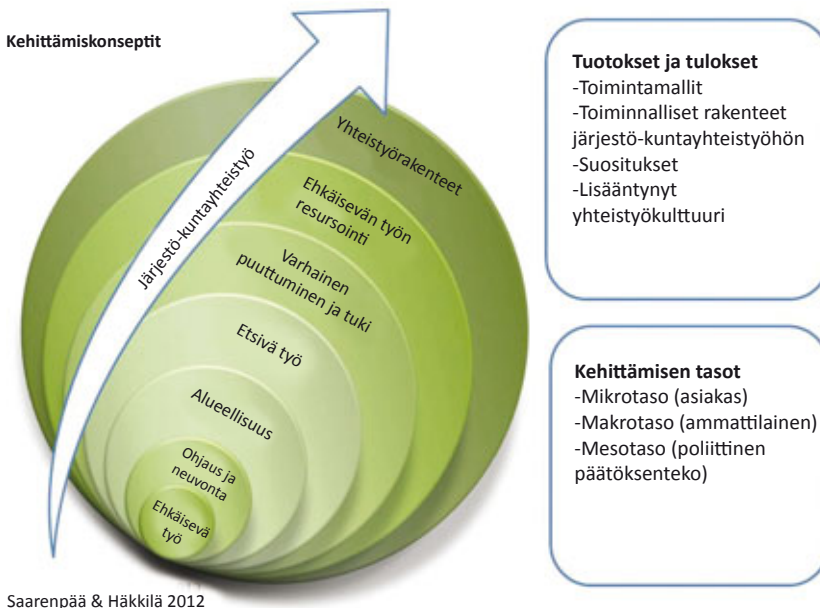 Kehittämiskonseptit
Järjestö-kuntayhteistyö
Yhteistyörakenteet
Ehkäisevän työn
resursointi
Varhainen
puuttuminen ja tuki
Etsivä työ
Alueellisuus
Ohjaus ja
neuvonta
Ehkäisevä
työ
Saarenpää & Häkkilä 2012
Tuotokset ja tulokset
-Toimintamallit
-Toiminnalliset rakenteet
järjestö-kuntayhteistyöhön
-Suositukset
-Lisääntynyt
yhteistyökulttuuri
Kehittämisen tasot
-Mikrotaso (asiakas)
-Makrotaso (ammattilainen)
-Mesotaso (poliittinen
päätöksenteko)